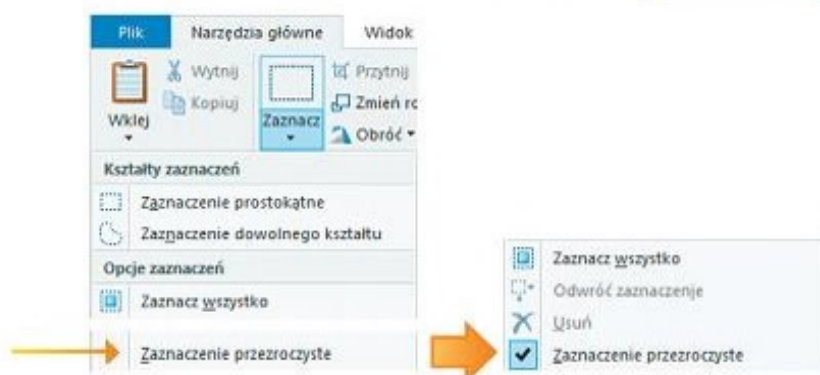 Plik Narzędzia główne Widok
Wklej
Wytnij
Kopiuj
Zaznacz
Przytnij
Zmień ro
Obróć
Kształty zaznaczeń
Zaznaczenie prostokątne
Zaznaczenie dowolnego kształtu
Opcje zaznaczeń
Zaznacz wszystko
Zaznaczenie przezroczyste
Zaznacz wszystko
Odwróć zaznaczenie
Usuń
Zaznaczenie przezroczyste